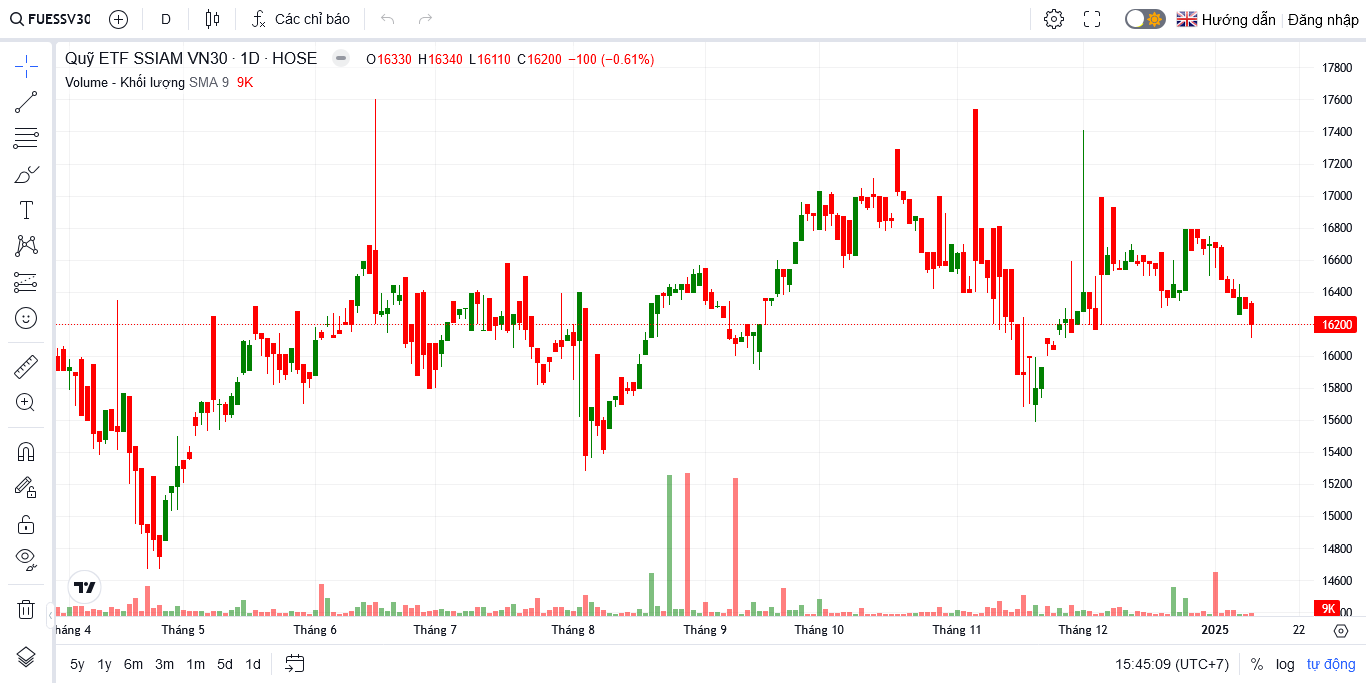 FUESSV30 D Các chỉ báo Hướng dẫn Đăng nhập
Quỹ ETF SSIAM VN30 · 1D · HOSE O16330 H16340 L16110 C16200 −100 (−0.61%)
Volume - Khối lượng SMA 9 9K
17800
17600
17400
17200
17000
16800
16600
16400
16200
16000
15800
15600
15400
15200
15000
14800
14600
9K
háng 4 Tháng 5 Tháng 6 Tháng 7 Tháng 8 Tháng 9 Tháng 10 Tháng 11 Tháng 12 2025 22
5y 1y 6m 3m 1m 5d 1d 15:45:09 (UTC+7) % log tự động